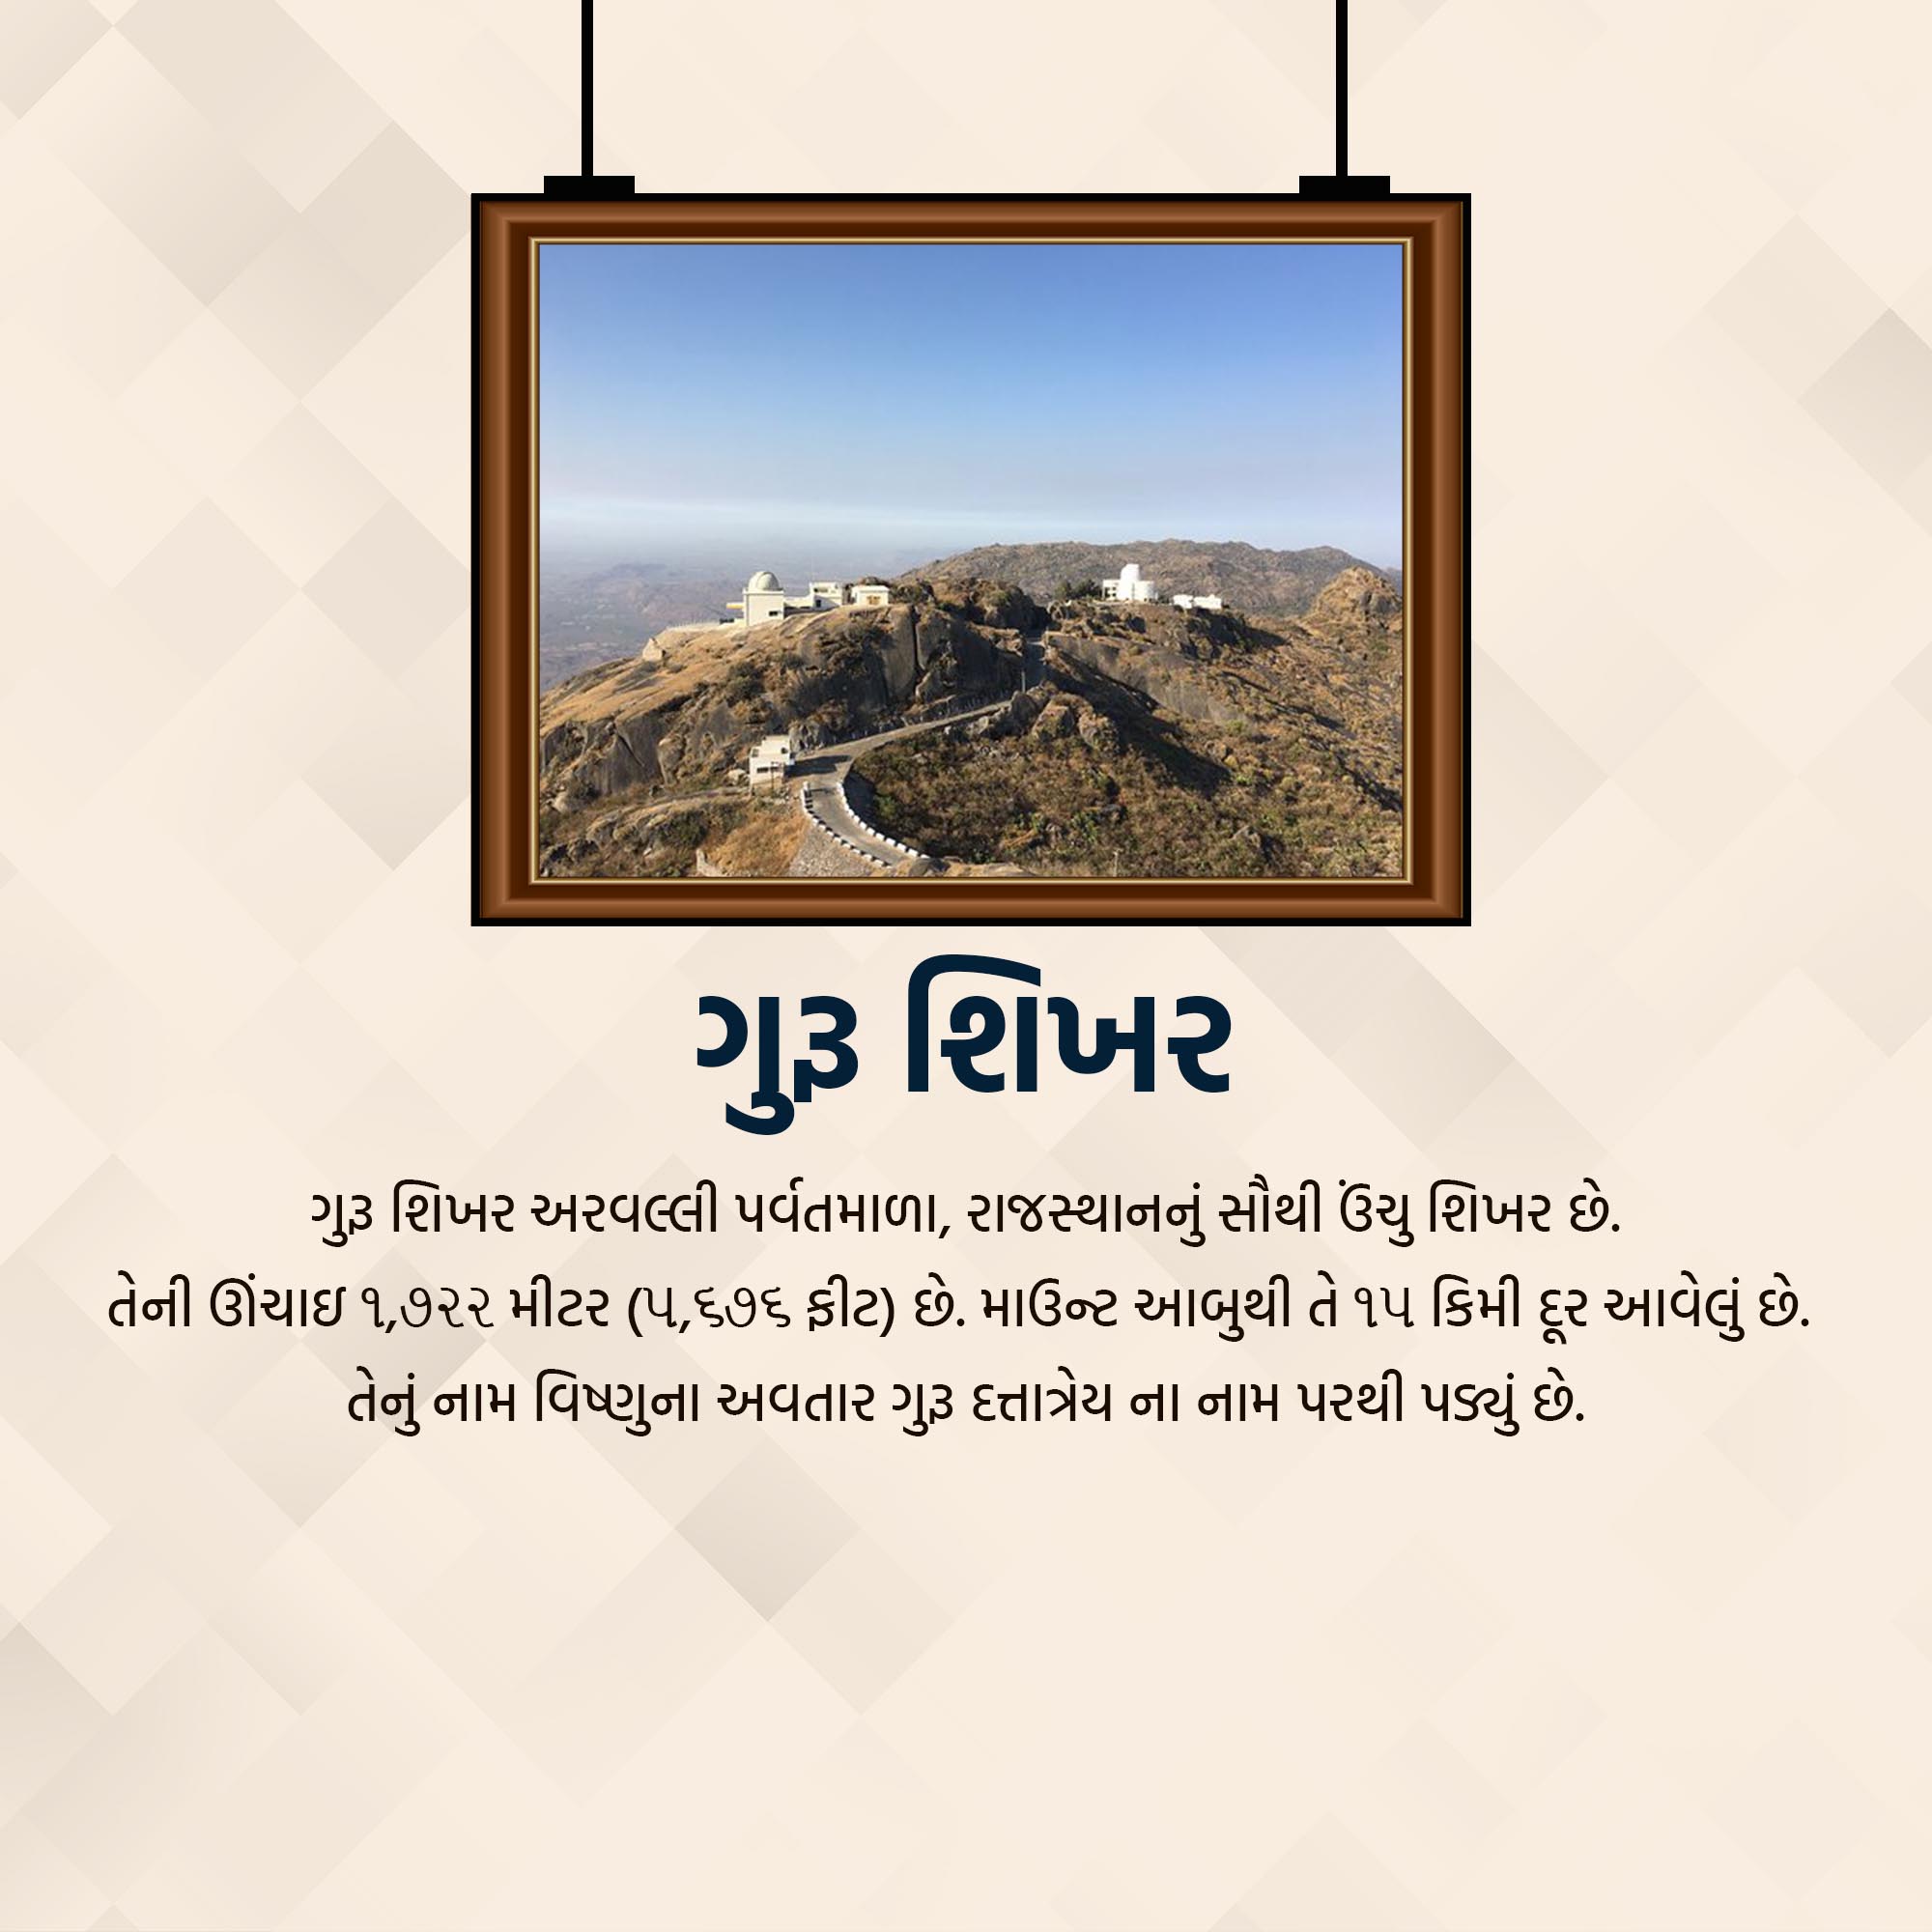 ગુરૂ શિખર
ગુરૂ શિખર અરવલ્લી પર્વતમાળા, રાજસ્થાનનું સૌથી ઉંચુ શિખર છે.
તેની ઊંચાઇ ૧,૭૨૨ મીટર (૫,૬૭૬ ફીટ) છે. માઉન્ટ આબુથી તે ૧૫ કિમી દૂર આવેલું છે.
તેનું નામ વિષ્ણુના અવતાર ગુરૂ દત્તાત્રેય ના નામ પરથી પડ્યું છે.